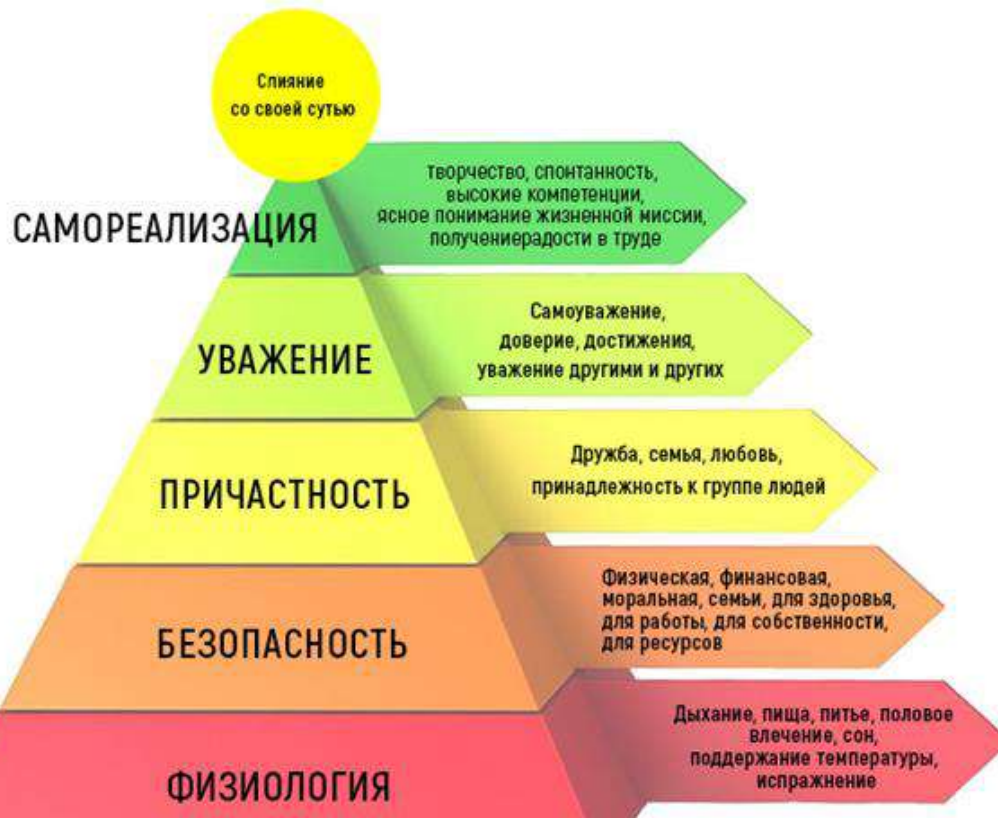 Слияние
со своей сутью
творчество, спонтанность,
высокие компетенции,
ясное понимание жизненной миссии,
получениерадости в труде
САМОРЕАЛИЗАЦИЯ
Самоуважение,
доверие, достижения,
уважение другими и других
УВАЖЕНИЕ
Дружба, семья, любовь,
принадлежность к группе людей
ПРИЧАСТНОСТЬ
Физическая, финансовая,
моральная, семьи, для здоровья,
для работы, для собственности,
для ресурсов
БЕЗОПАСНОСТЬ
Дыхание, пища, питье, половое
влечение, сон,
поддержание температуры,
испражнение
ФИЗИОЛОГИЯ